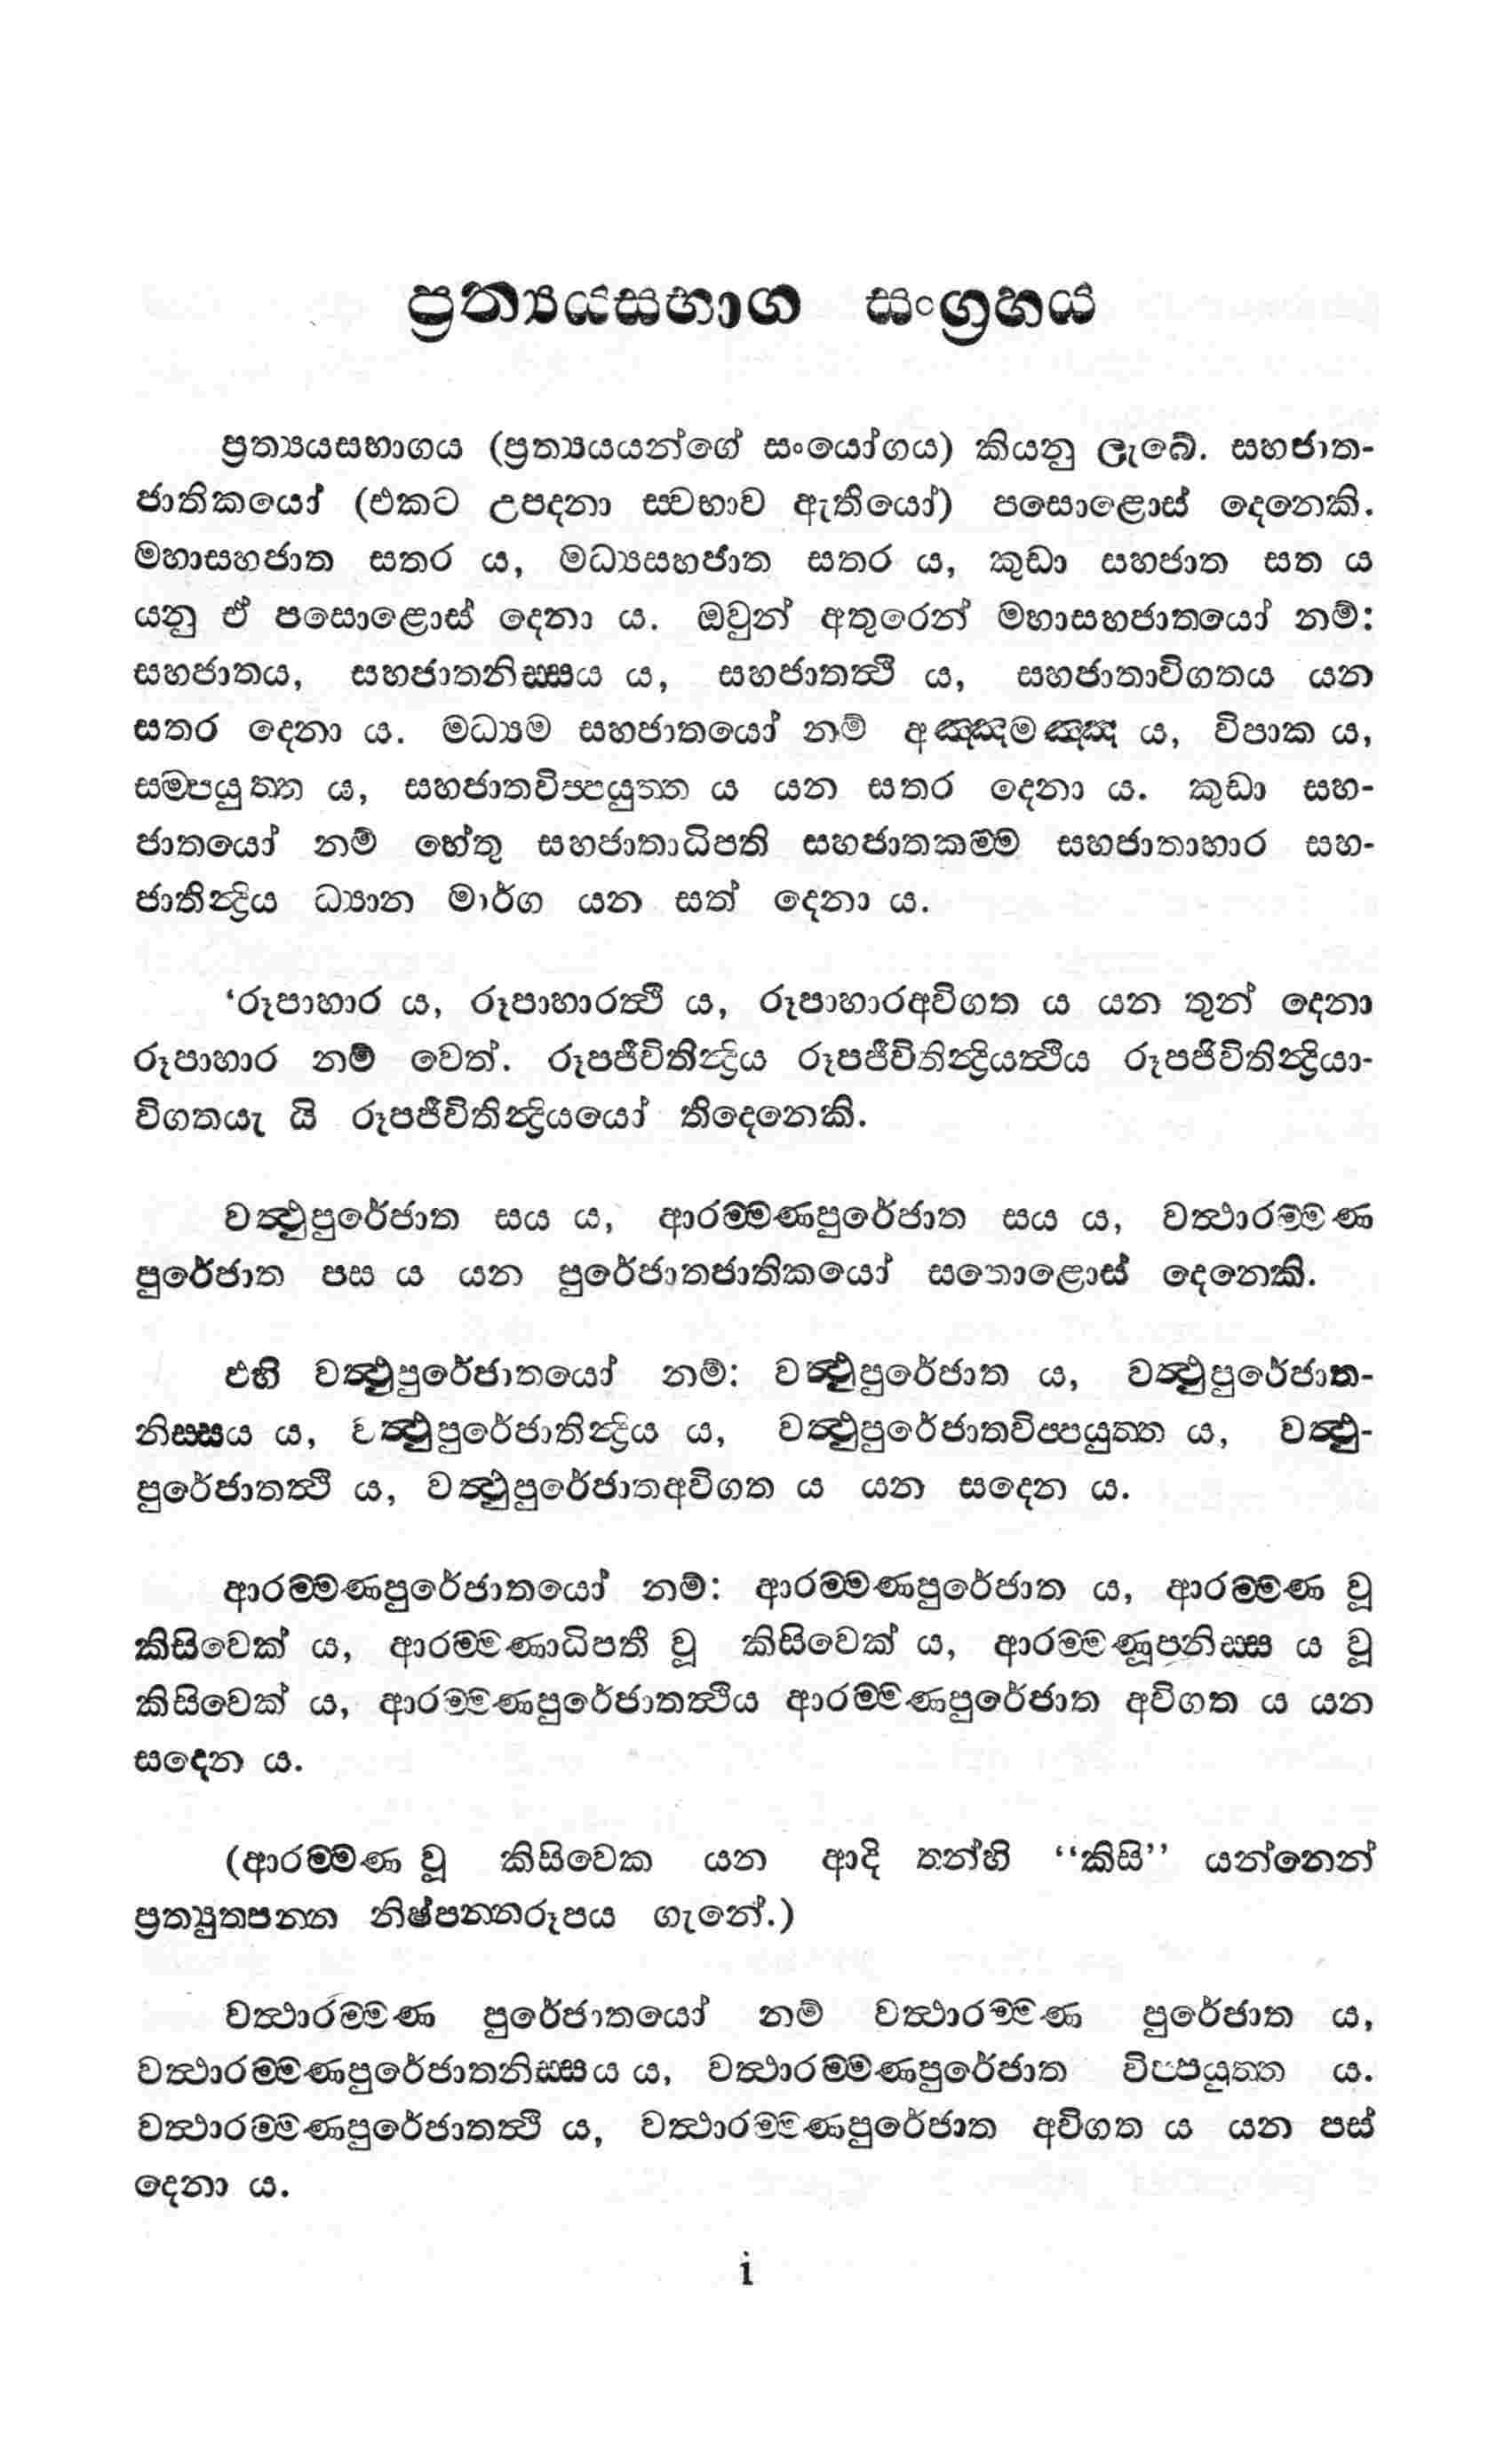 ප්‍රත්‍යයසභාග සංග්‍රහය
ප්‍රත්‍යයසභාගය (ප්‍රත්‍යයයන්ගේ සංයෝගය) කියනු ලැබේ. සහජාත-
ජාතිකයෝ (එකට උපදනා ස්වභාව ඇතියෝ) පසොළොස් දෙනෙකි.
මහාසහජාත සතර ය, මධ්‍යසහජාත සතර ය, කුඩා සහජාත සත ය
යනු ඒ පසොළොස් දෙනා ය. ඔවුන් අතුරෙන් මහාසහජාතයෝ නම්:
සහජාතය, සහජාතනිස්සය ය, සහජාතත්‍ථි ය, සහජාතාවිගතය යන
සතර දෙනා ය. මධ්‍යම සහජාතයෝ නම් අඤ්ඤමඤ්ඤ ය, විපාක ය,
සම්පයුත්ත ය, සහජාතවිප්පයුත්ත ය යන සතර දෙනා ය. කුඩා සහ-
ජාතයෝ නම් හේතු සහජාතාධිපති සහජාතකම්ම සහජාතාහාර සහ-
ජාතින්‍ද්‍රිය ධ්‍යාන මාර්ග යන සත් දෙනා ය.
‘රූපාහාර ය, රූපාහාරත්‍ථි ය, රූපාහාරඅවිගත ය යන තුන් දෙනා
රූපාහාර නම් වෙත්. රූපජීවිතින්‍ද්‍රිය රූපජීවිතින්‍ද්‍රියත්‍ථිය රූපජිවිතින්‍ද්‍රියා-
විගතයැ යි රූපජීවිතින්‍ද්‍රියයෝ තිදෙනෙකි.
වත්‍ථුපුරේජාත සය ය, ආරම්මණපුරේජාත සය ය, වත්‍ථාරම්මණ
පුරේජාත පස ය යන පුරේජාතජාතිකයෝ සතොළොස් දෙනෙකි.
එහි වත්‍ථුපුරේජාතයෝ නම්: වත්‍ථුපුරේජාත ය, වත්‍ථුපුරේජාත-
නිස්සය ය, වත්‍ථුපුරේජාතින්‍ද්‍රිය ය, වත්‍ථුපුරේජාතවිප්පයුත්ත ය, වත්‍ථු-
පුරේජාතත්‍ථි ය, වත්‍ථුපුරේජාතඅවිගත ය යන සදෙන ය.
ආරම්මණපුරේජාතයෝ නම්: ආරම්මණපුරේජාත ය, ආරම්මණ වූ
කිසිවෙක් ය, ආරම්මණාධිපතී වූ කිසිවෙක් ය, ආරම්මණූපනිස්ස ය වූ
කිසිවෙක් ය, ආරම්මණපුරේජාතත්‍ථිය ආරම්මණපුරේජාත අවිගත ය යන
සදෙන ය.
(ආරම්මණ වූ කිසිවෙක යන ආදි තන්හි “කිසි” යන්නෙන්
ප්‍රත්‍යුත්පන්න නිෂ්පන්නරූපය ගැනේ.)
වත්‍ථාරම්මණ පුරේජාතයෝ නම් වත්‍ථාරම්මණ පුරේජාත ය,
වත්‍ථාරම්මණපුරේජාතනිස්සය ය, වත්‍ථාරම්මණපුරේජාත විප්පයුත්ත ය.
වත්‍ථාරම්මණපුරේජාතත්‍ථි ය, වත්‍ථාරම්මණපුරේජාත අවිගත ය යන පස්
දෙනා ය.
i